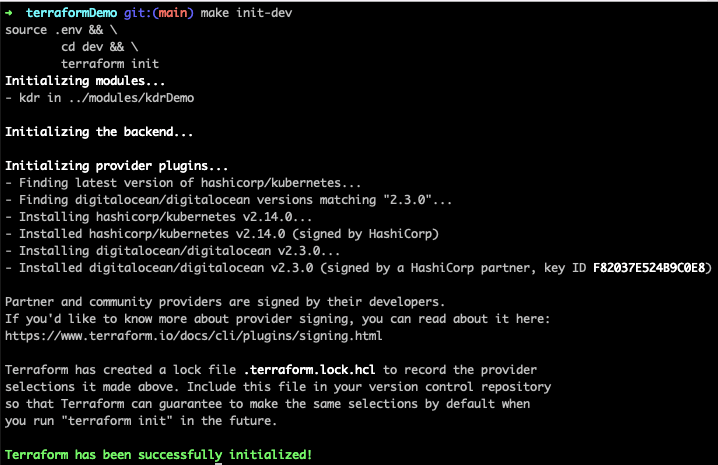 ➜  terraformDemo git:(main) make init-dev
source .env && \
        cd dev && \
        terraform init
Initializing modules...
- kdr in ../modules/kdrDemo

Initializing the backend...

Initializing provider plugins...
- Finding latest version of hashicorp/kubernetes...
- Finding digitalocean/digitalocean versions matching "2.3.0"...
- Installing hashicorp/kubernetes v2.14.0...
- Installed hashicorp/kubernetes v2.14.0 (signed by HashiCorp)
- Installing digitalocean/digitalocean v2.3.0...
- Installed digitalocean/digitalocean v2.3.0 (signed by a HashiCorp partner, key ID F82037E524B9C0E8)

Partner and community providers are signed by their developers.
If you'd like to know more about provider signing, you can read about it here:
https://www.terraform.io/docs/cli/plugins/signing.html

Terraform has created a lock file .terraform.lock.hcl to record the provider
selections it made above. Include this file in your version control repository
so that Terraform can guarantee to make the same selections by default when
you run "terraform init" in the future.

Terraform has been successfully initialized!